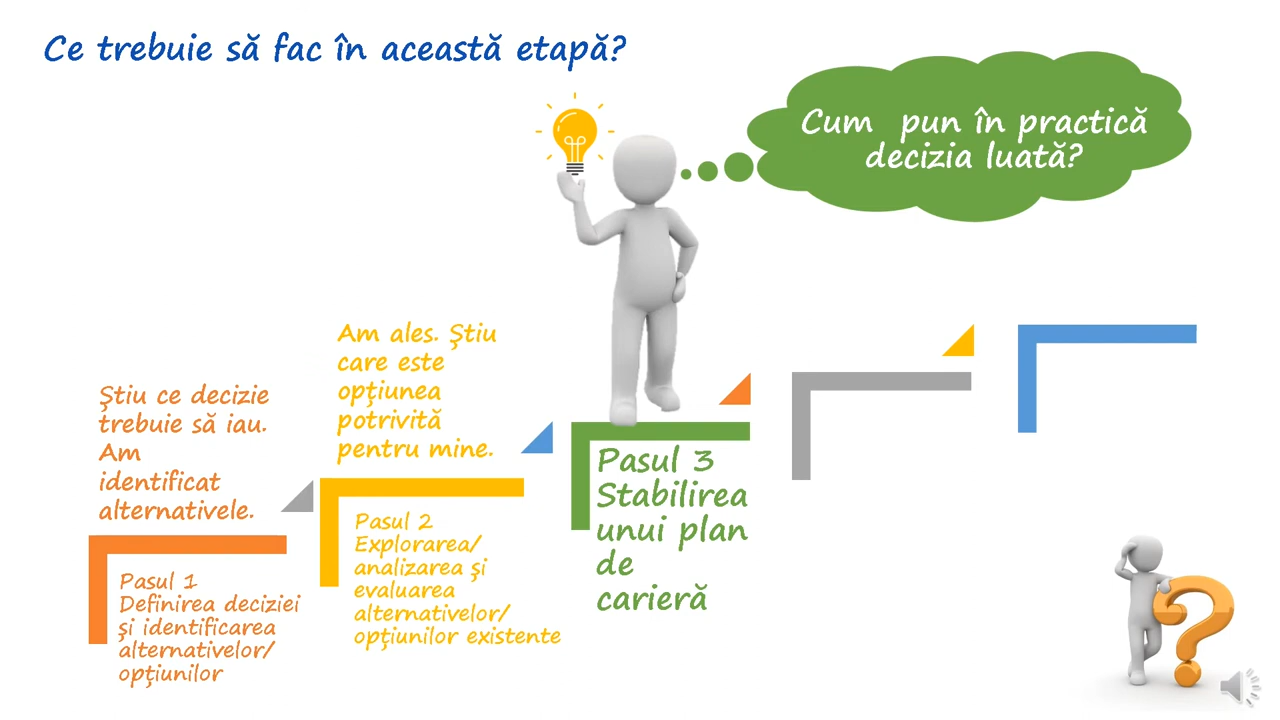 Ce trebuie să fac în această etapă?
Cum pun în practică
decizia luată?
Ştiu ce decizie
trebuie să iau.
Am
identificat
alternativele.
Am ales. Ştiu
care este
opţiunea
potrivită
pentru mine.
Pasul 1
Definirea deciziei
şi identificarea
alternativelor/
opţiunilor
Pasul 2
Explorarea/
analizarea şi
evaluarea
alternativelor/
opţiunilor existente
Pasul 3
Stabilirea
unui plan
de
carieră